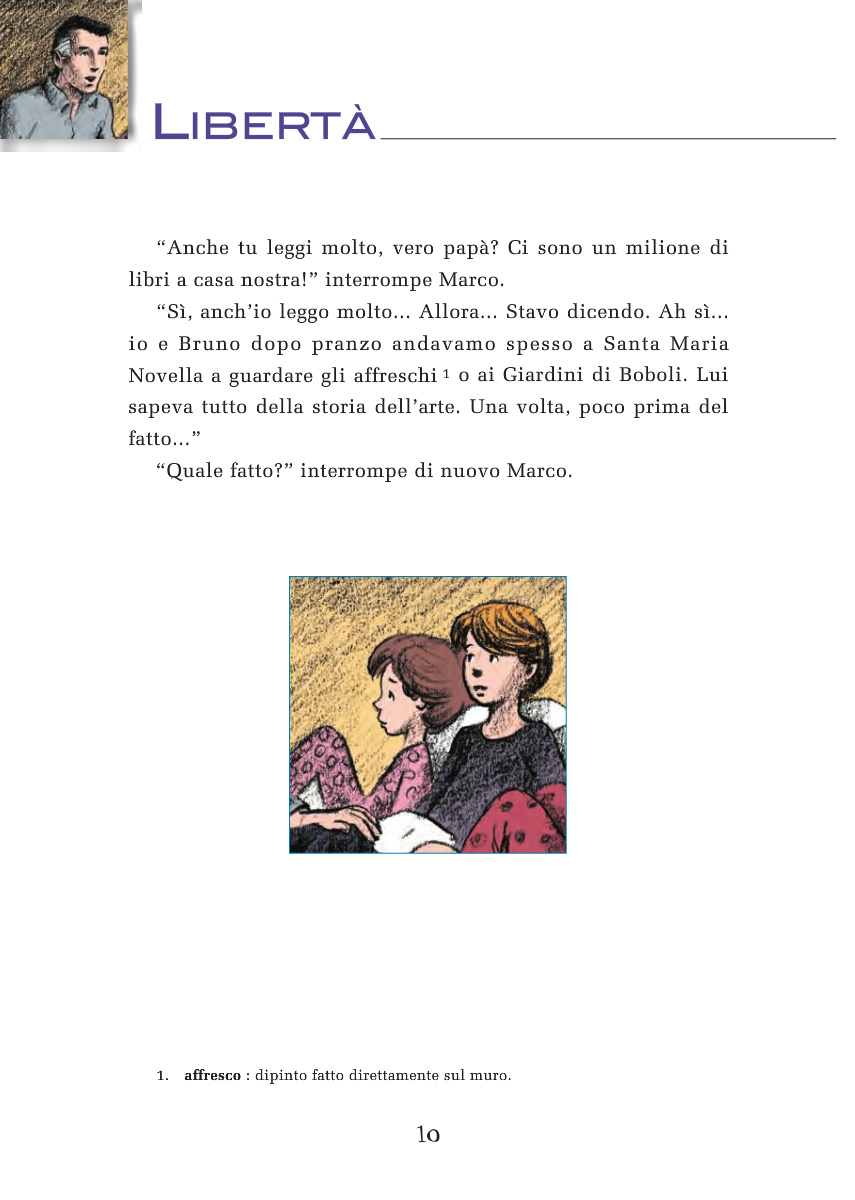 LIBERTÀ
“Anche tu leggi molto, vero papà? Ci sono un milione di
libri a casa nostra!” interrompe Marco.
“Sì, anch’io leggo molto... Allora... Stavo dicendo. Ah sì...
io e Bruno dopo pranzo andavamo spesso a Santa Maria
Novella a guardare gli affreschi 1 o ai Giardini di Boboli. Lui
sapeva tutto della storia dell’arte. Una volta, poco prima del
fatto...”
“Quale fatto?” interrompe di nuovo Marco.
1. affresco : dipinto fatto direttamente sul muro.
10